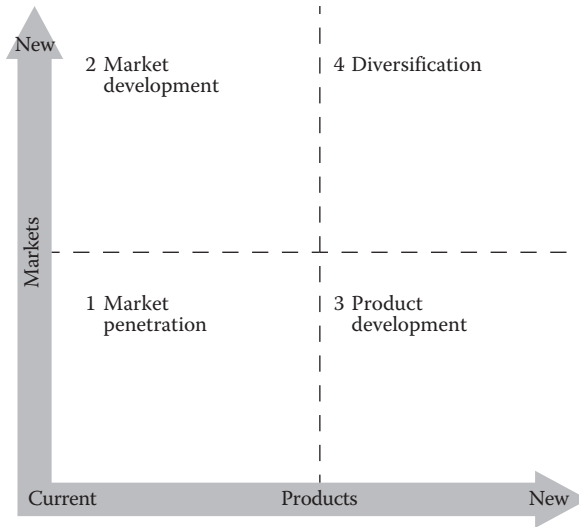 New
2 Market
development
4 Diversification
Markets
1 Market
penetration
3 Product
development
Current
Products
New